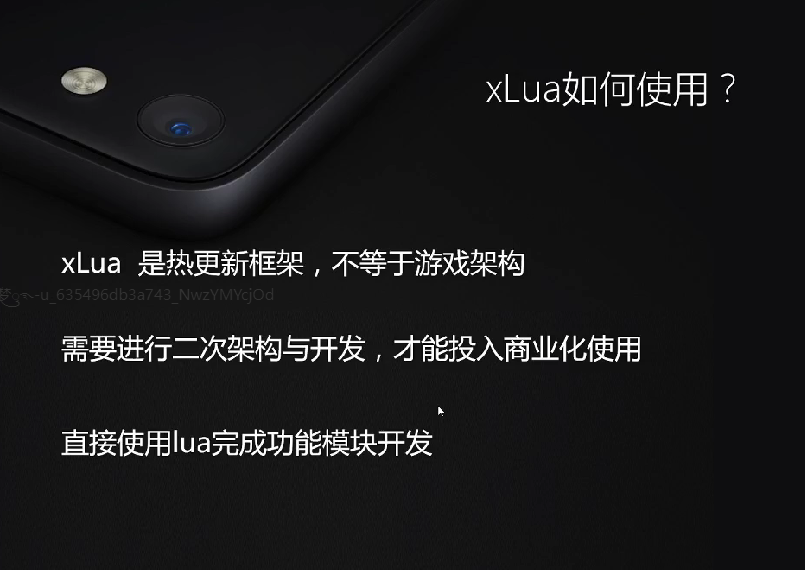 xLua如何使用？
xLua 是热更新框架，不等于游戏架构
-u_635496db3a743_NwzYMYcjOd
需要进行二次架构与开发，才能投入商业化使用
直接使用lua完成功能模块开发